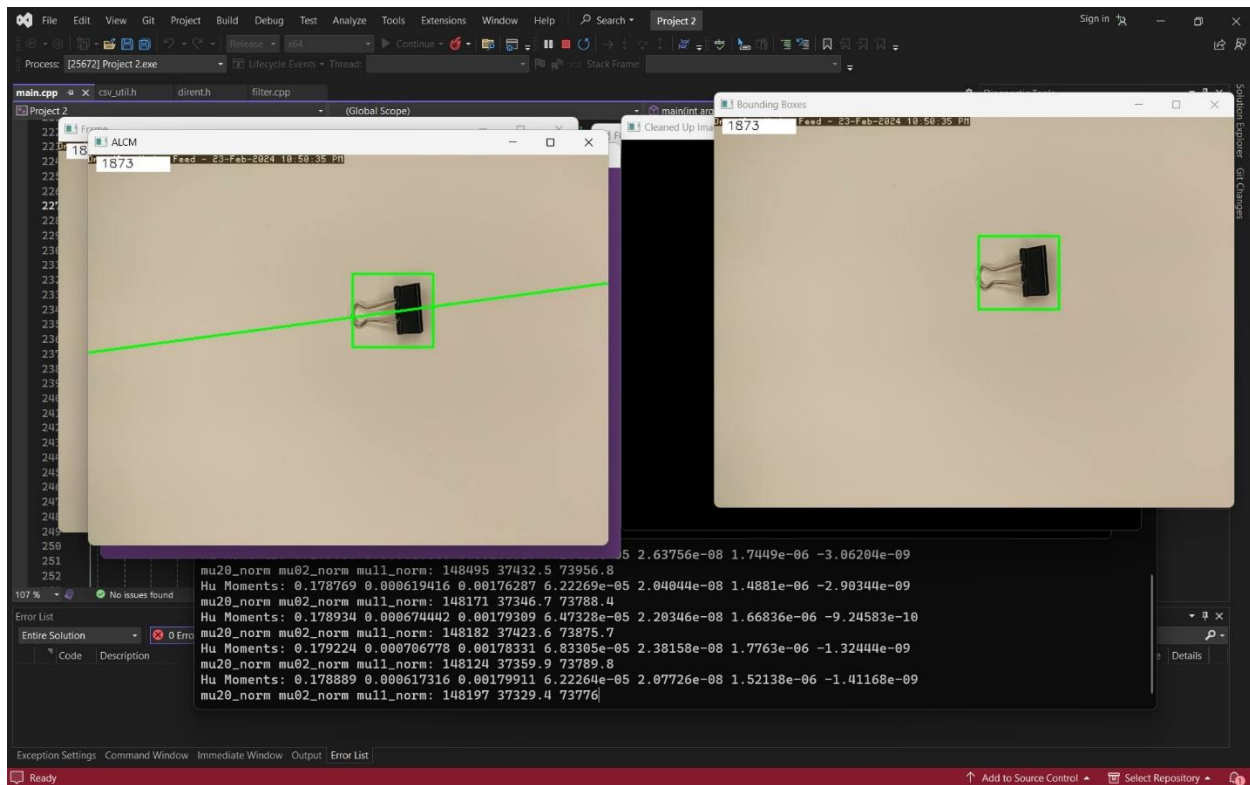 File Edit View Git Project Build Debug Test Analyze Tools Extensions Window Help Search Project 2 Sign in
Release x64 Continue
Process: [25672] Project 2.exe Lifecycle Events Thread: Stack Frame:
main.cpp csv_util.h dirent.h filter.cpp
Project 2 (Global Scope)
Frame
ALCM
1873 Feed - 23-Feb-2024 10:50:35 PM
Cleaned Up
Bounding Boxes
1873 Feed - 23-Feb-2024 10:50:35 PM
Solution Explorer
Git Changes
249
250
251
252
2.63756e-08 1.7449e-06 -3.06204e-09
mu20_norm mu02_norm mu11_norm: 148495 37432.5 73956.8
Hu Moments: 0.178769 0.000619416 0.00176287 6.22269e-05 2.04044e-08 1.4881e-06 -2.90344e-09
mu20_norm mu02_norm mu11_norm: 148171 37346.7 73788.4
Hu Moments: 0.178934 0.000674442 0.00179309 6.47328e-05 2.20346e-08 1.66836e-06 -9.24583e-10
mu20_norm mu02_norm mu11_norm: 148182 37423.6 73875.7
Hu Moments: 0.179224 0.000706778 0.00178331 6.83305e-05 2.38158e-08 1.7763e-06 -1.32444e-09
mu20_norm mu02_norm mu11_norm: 148124 37359.9 73789.8
Hu Moments: 0.178889 0.000617316 0.00179911 6.22264e-05 2.07726e-08 1.52138e-06 -1.41168e-09
mu20_norm mu02_norm mu11_norm: 148197 37329.4 73776
107 % No issues found
Error List
Entire Solution 0
Code Description Details
Exception Settings Command Window Immediate Window Output Error List
Ready Add to Source Control Select Repository